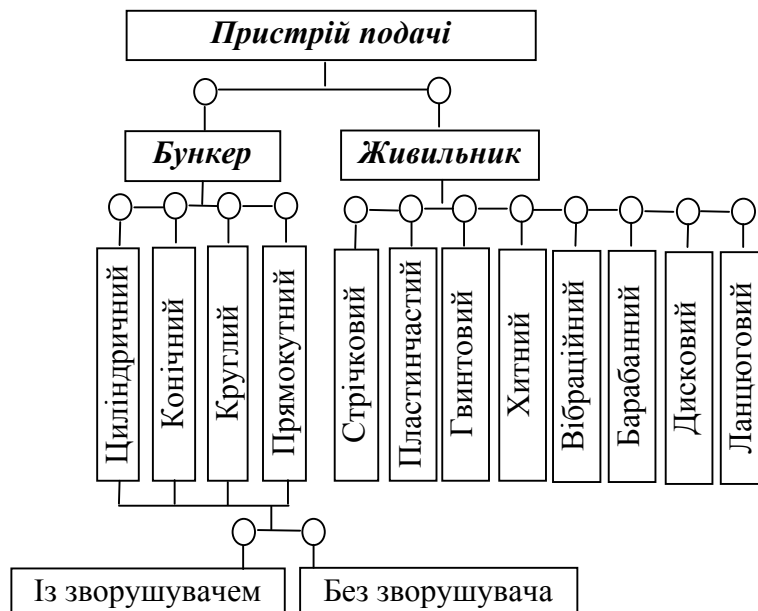 Пристрій подачі
Бункер
Живильник
Циліндричний
Конічний
Круглий
Прямокутний
Стрічковий
Пластинчастий
Гвинтовий
Хитний
Вібраційний
Барабанний
Дисковий
Ланцюговий
Із зворушувачем
Без зворушувача